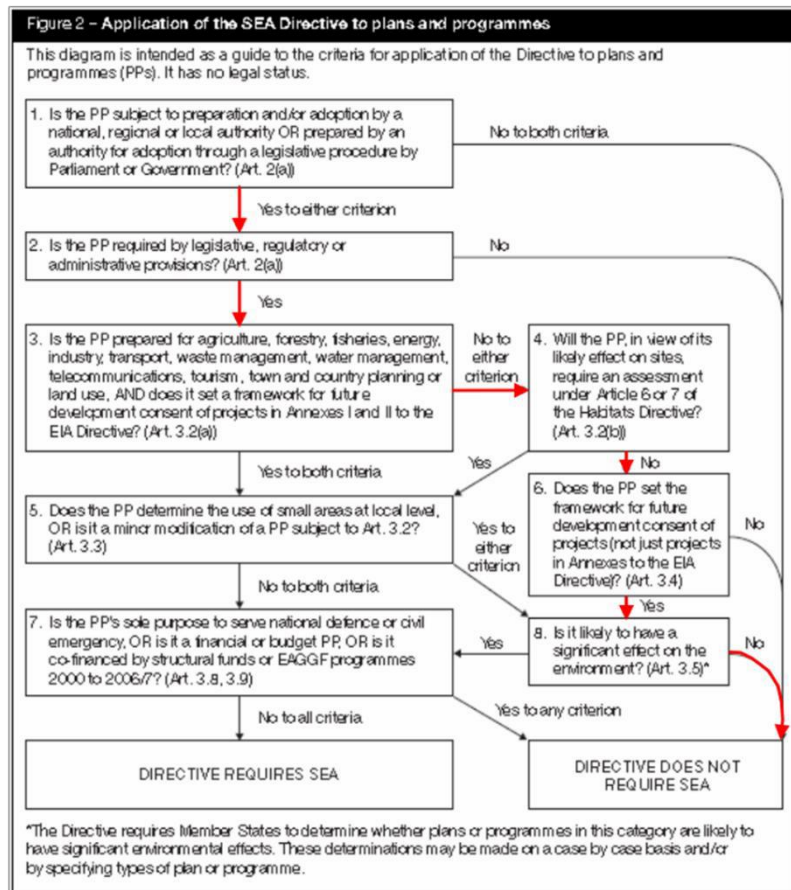 Figure 2 – Application of the SEA Directive to plans and programmes
This diagram is intended as a guide to the criteria for application of the Directive to plans and
programmes (PPs). It has no legal status.
1. Is the PP subject to preparation and/or adoption by a
national, regional or local authority OR prepared by an
authority for adoption through a legislative procedure by
Parliament or Government? (Art. 2(a))
No to both criteria
Yes to either criterion
2. Is the PP required by legislative, regulatory or
administrative provisions? (Art. 2(a))
No
Yes
3. Is the PP prepared for agriculture, forestry, fisheries, energy,
industry, transport, waste management, water management,
telecommunications, tourism, town and country planning or
land use, AND does it set a framework for future
development consent of projects in Annexes I and II to the
EIA Directive? (Art. 3.2(a))
No to
either
criterion
4. Will the PP, in view of its
likely effect on sites,
require an assessment
under Article 6 or 7 of
the Habitats Directive?
(Art. 3.2(b))
Yes to both criteria
Yes
No
5. Does the PP determine the use of small areas at local level,
OR is it a minor modification of a PP subject to Art. 3.2?
(Art. 3.3)
Yes to
either
criterion
6. Does the PP set the
framework for future
development consent of
projects (not just projects
in Annexes to the EIA
Directive)? (Art. 3.4)
No
No to both criteria
Yes
7. Is the PP's sole purpose to serve national defence or civil
emergency, OR is it a financial or budget PP, OR is it
co-financed by structural funds or EAGGF programmes
2000 to 2006/7? (Art. 3.8, 3.9)
Yes
8. Is it likely to have a
significant effect on the
environment? (Art. 3.5)*
No
No to all criteria
Yes to any criterion
DIRECTIVE REQUIRES SEA
DIRECTIVE DOES NOT
REQUIRE SEA
*The Directive requires Member States to determine whether plans or programmes in this category are likely to
have significant environmental effects. These determinations may be made on a case by case basis and/or
by specifying types of plan or programme.